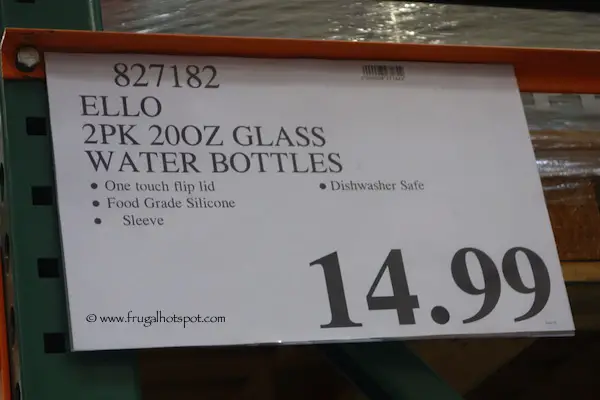 827182
ELLO
2PK 20OZ GLASS
WATER BOTTLES
• One touch flip lid
• Dishwasher Safe
• Food Grade Silicone
• Sleeve
14.99
© www.frugalhotspot.com